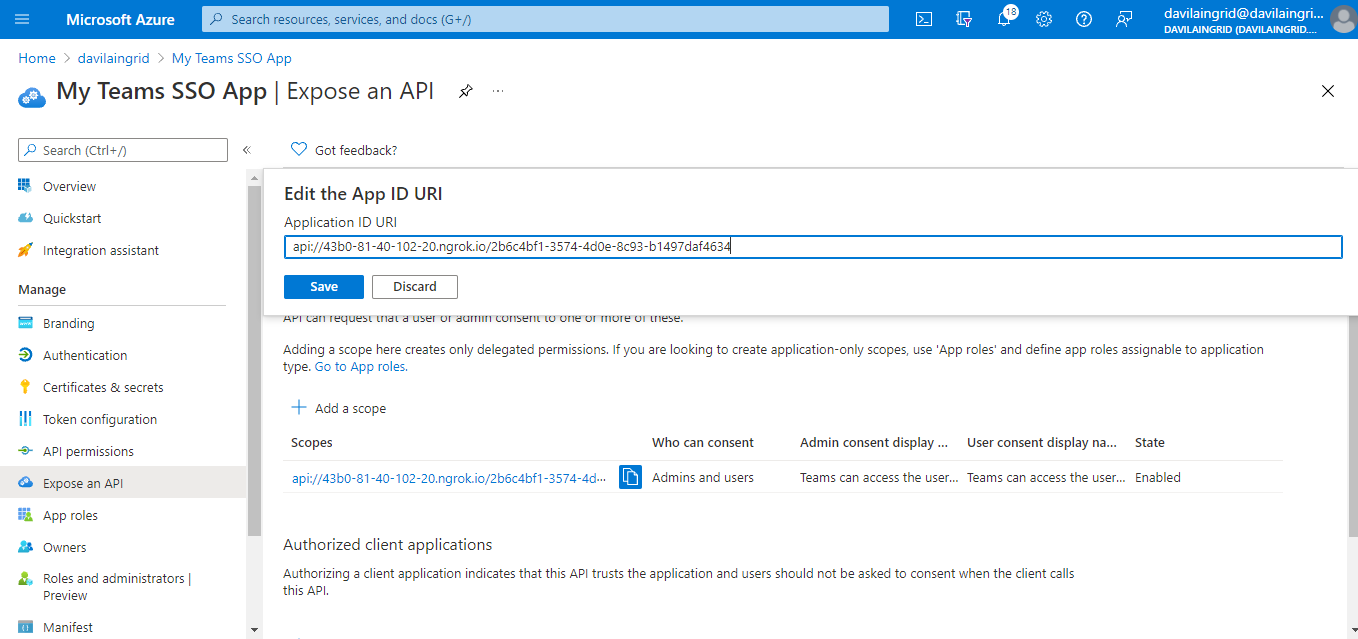 Microsoft Azure
Search resources, services, and docs (G+/)
18
davilaingrid@davilaingri...
DAVILAINGRID (DAVILAINGRID....
Home > davilaingrid > My Teams SSO App
My Teams SSO App | Expose an API
...
Search (Ctrl+/)
«
Got feedback?
Overview
Quickstart
Integration assistant
Manage
Branding
Authentication
Certificates & secrets
Token configuration
API permissions
Expose an API
App roles
Owners
Roles and administrators |
Preview
Manifest
Edit the App ID URI
Application ID URI
api://43b0-81-40-102-20.ngrok.io/2b6c4bf1-3574-4d0e-8c93-b1497daf4634
Save Discard
API can request that a user or admin consent to one or more of these.
Adding a scope here creates only delegated permissions. If you are looking to create application-only scopes, use 'App roles' and define app roles assignable to application
type. Go to App roles.
Add a scope
Scopes Who can consent Admin consent display ... User consent display na... State
api://43b0-81-40-102-20.ngrok.io/2b6c4bf1-3574-4d... Admins and users Teams can access the user... Teams can access the user... Enabled
Authorized client applications
Authorizing a client application indicates that this API trusts the application and users should not be asked to consent when the client calls
this API.